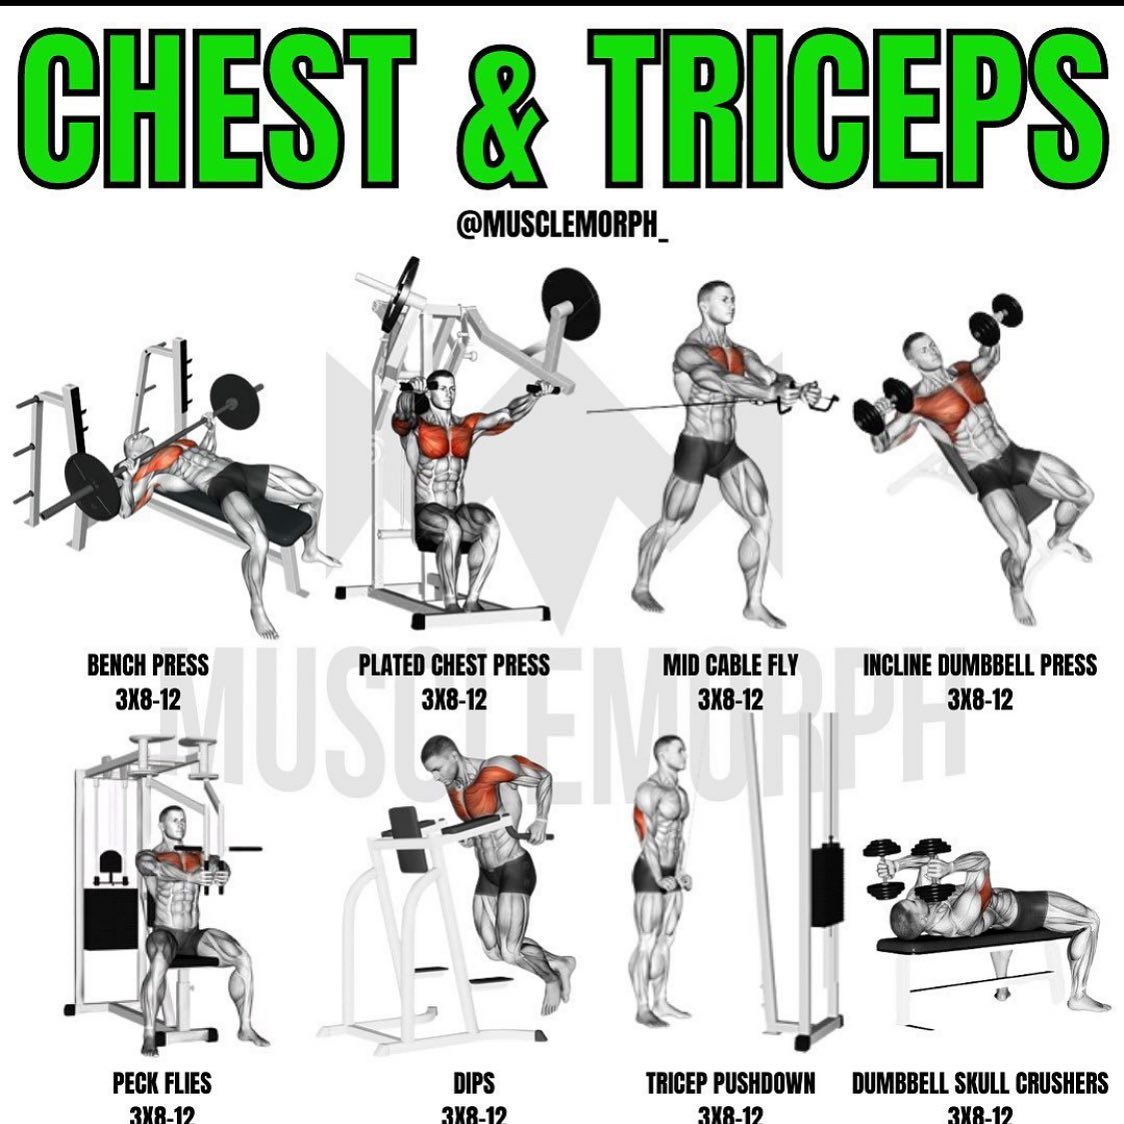 CHEST & TRICEPS
@MUSCLEMORPH_
BENCH PRESS
3X8-12
PLATED CHEST PRESS
3X8-12
MID CABLE FLY
3X8-12
INCLINE DUMBBELL PRESS
3X8-12
MUSCLEMORPH
PECK FLIES
3X8-12
DIPS
3X8-12
TRICEP PUSHDOWN
3X8-12
DUMBBELL SKULL CRUSHERS
3X8-12